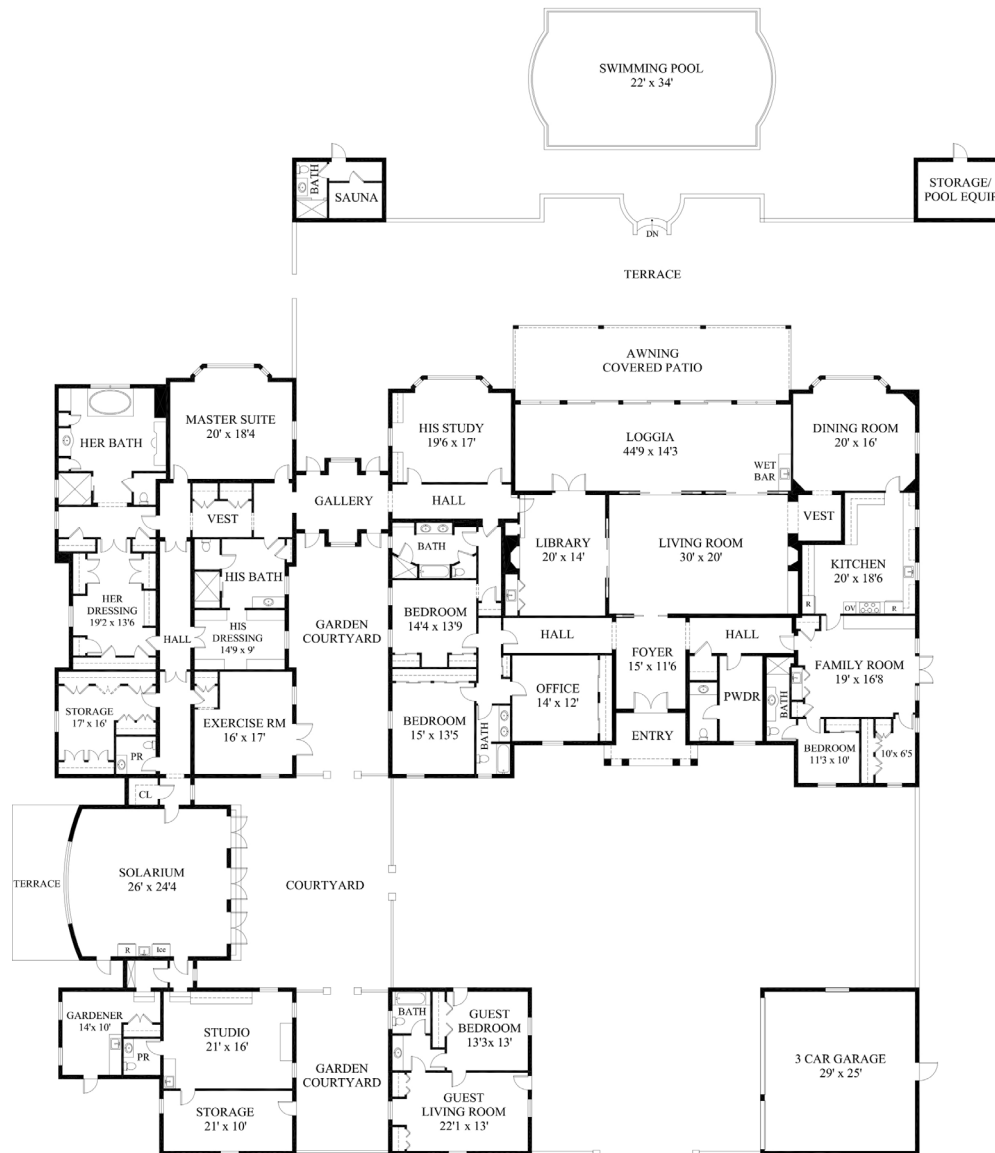 SWIMMING POOL
22' x 34'
BATH
SAUNA
STORAGE/
POOL EQUIP
DN
TERRACE
AWNING
COVERED PATIO
MASTER SUITE
20' x 18'4
HER BATH
HIS STUDY
19'6 x 17'
LOGGIA
44'9 x 14'3
WET
BAR
DINING ROOM
20' x 16'
GALLERY
HALL
VEST
VEST
BATH
LIBRARY
20' x 14'
LIVING ROOM
30' x 20'
KITCHEN
20' x 18'6
R
OV
R
HIS BATH
HER
DRESSING
19'2 x 13'6
HIS
DRESSING
14'9 x 9'
HALL
GARDEN
COURTYARD
BEDROOM
14'4 x 13'9
HALL
FOYER
15' x 11'6
HALL
FAMILY ROOM
19' x 16'8
OFFICE
14' x 12'
PWDR
BATH
STORAGE
17' x 16'
PR
EXERCISE RM
16' x 17'
BEDROOM
15' x 13'5
BATH
ENTRY
BEDROOM
11'3 x 10'
10'x 6'5
CL
SOLARIUM
26' x 24'4
TERRACE
COURTYARD
R
Ice
GARDENER
14'x 10'
PR
STUDIO
21' x 16'
STORAGE
21' x 10'
GARDEN
COURTYARD
BATH
GUEST
BEDROOM
13'3x 13'
GUEST
LIVING ROOM
22'1 x 13'
3 CAR GARAGE
29' x 25'